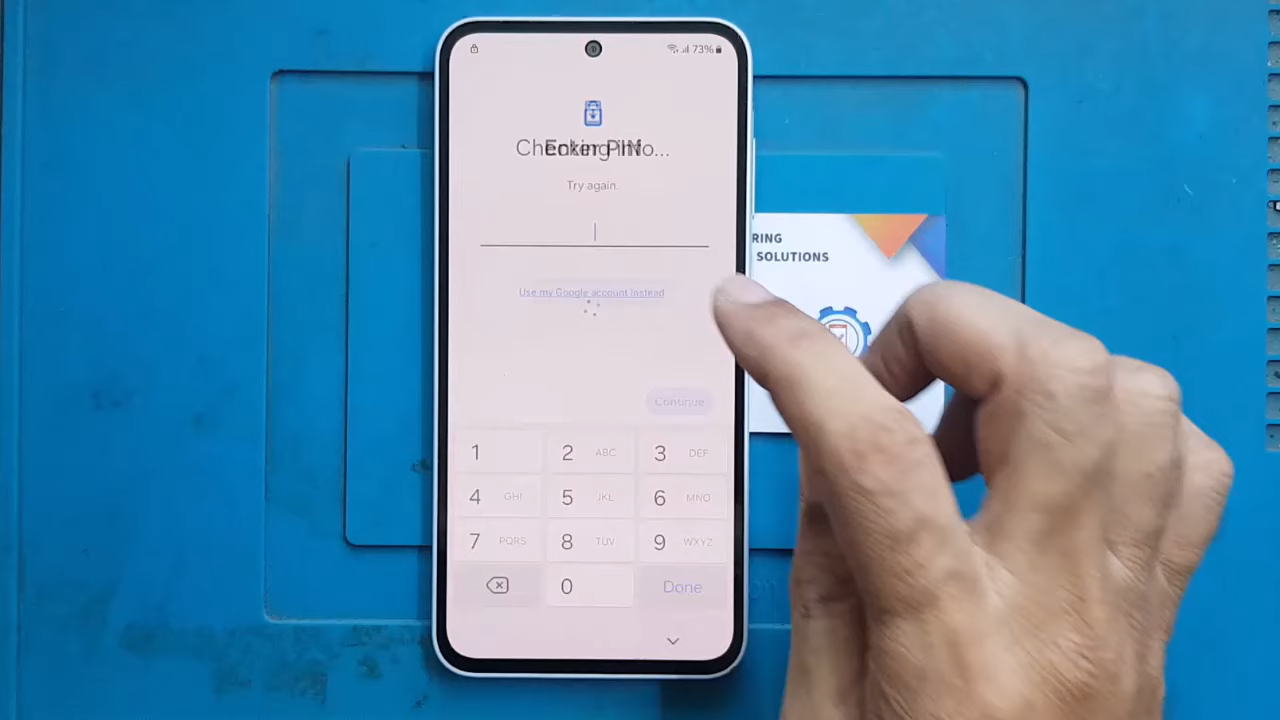 73%
Checking info...
Enter PIN
Try again.
Use my Google account instead
Continue
1
2 ABC
3 DEF
4 GHI
5 JKL
6 MNO
7 PQRS
8 TUV
9 WXYZ
0
Done
RING
SOLUTIONS